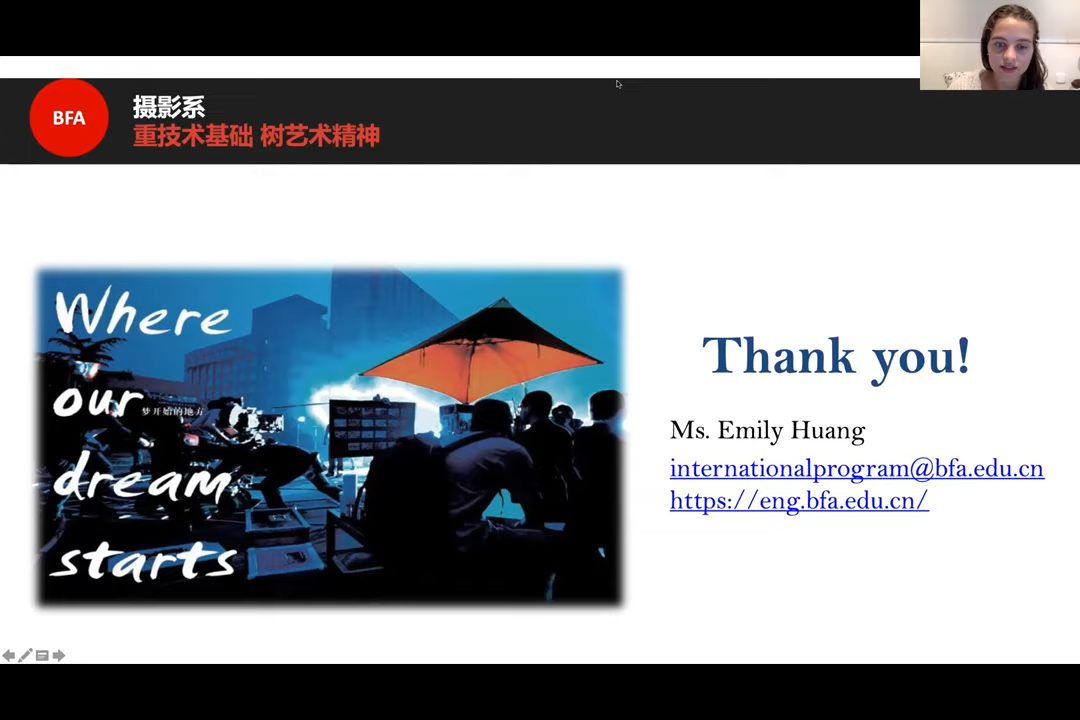 BFA
摄影系
重技术基础 树艺术精神
Where
our
梦开始的地方
dream
starts
Thank you!
Ms. Emily Huang
internationalprogram@bfa.edu.cn
https://eng.bfa.edu.cn/